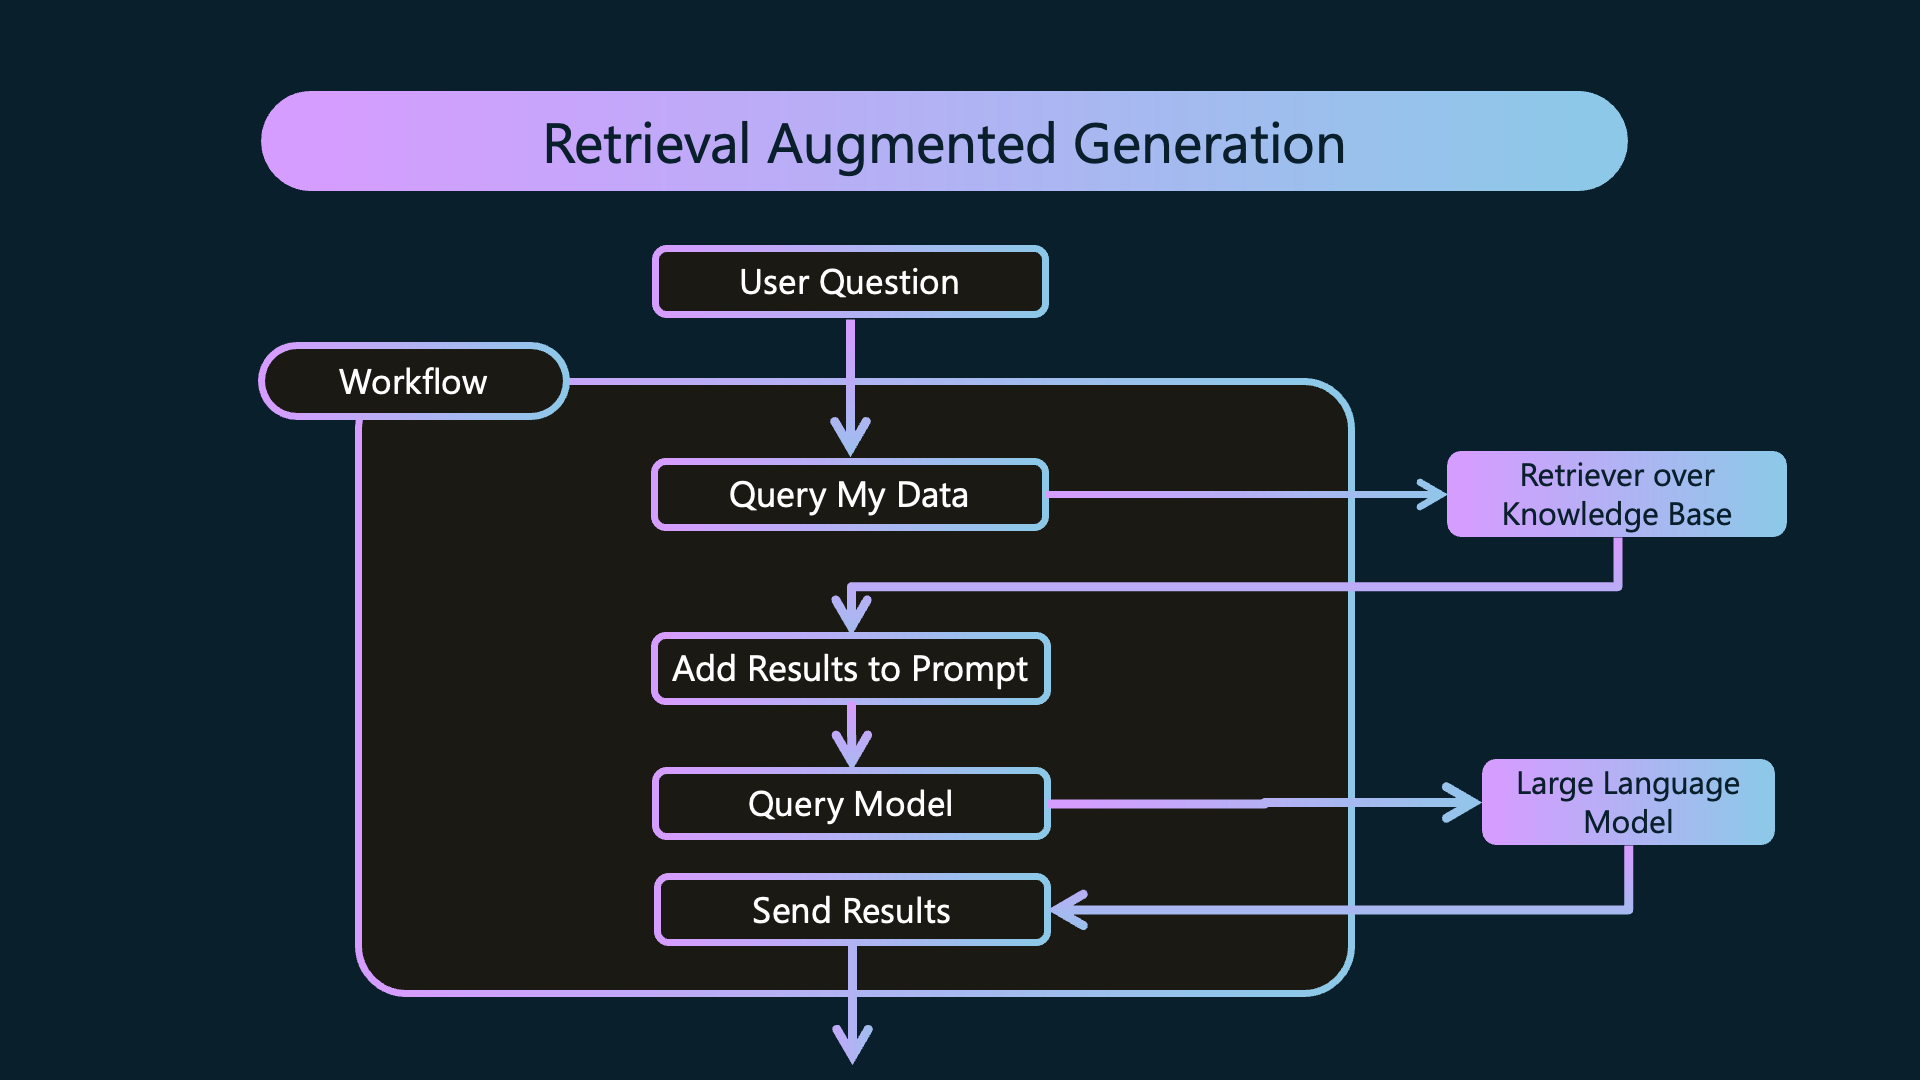 Retrieval Augmented Generation
User Question
Workflow
Query My Data
Retriever over
Knowledge Base
Add Results to Prompt
Query Model
Large Language
Model
Send Results